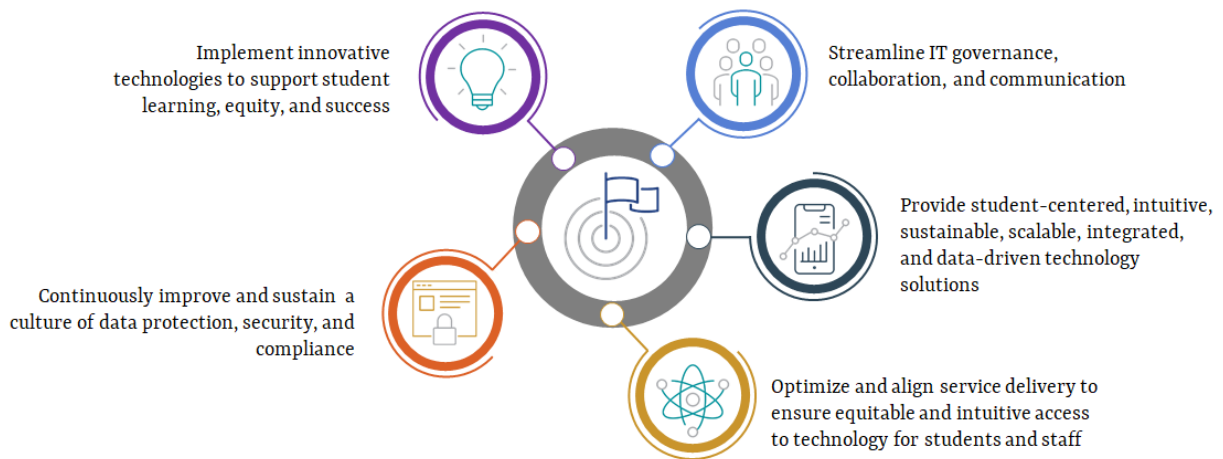 Implement innovative
technologies to support student
learning, equity, and success
Streamline IT governance,
collaboration, and communication
Provide student-centered, intuitive,
sustainable, scalable, integrated,
and data-driven technology
solutions
Continuously improve and sustain a
culture of data protection, security, and
compliance
Optimize and align service delivery to
ensure equitable and intuitive access
to technology for students and staff